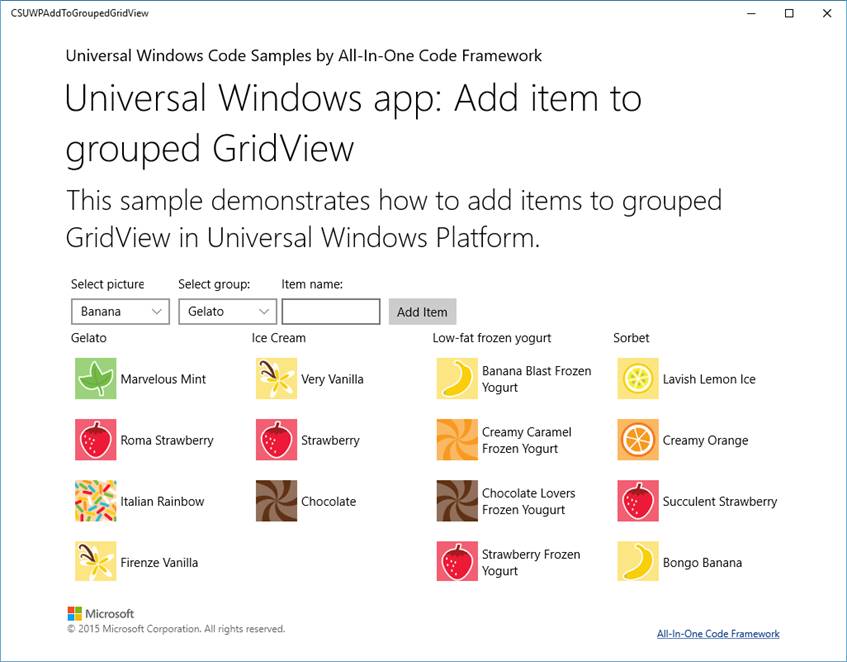 CSUWPAddToGroupedGridView
Universal Windows Code Samples by All-In-One Code Framework
Universal Windows app: Add item to
grouped GridView
This sample demonstrates how to add items to grouped
GridView in Universal Windows Platform.
Select picture
Select group:
Item name:
Banana
Gelato
Add Item
Gelato
Marvelous Mint
Roma Strawberry
Italian Rainbow
Firenze Vanilla
Ice Cream
Very Vanilla
Strawberry
Chocolate
Low-fat frozen yogurt
Banana Blast Frozen
Yogurt
Creamy Caramel
Frozen Yogurt
Chocolate Lovers
Frozen Yougurt
Strawberry Frozen
Yogurt
Sorbet
Lavish Lemon Ice
Creamy Orange
Succulent Strawberry
Bongo Banana
Microsoft
© 2015 Microsoft Corporation. All rights reserved.
All-In-One Code Framework